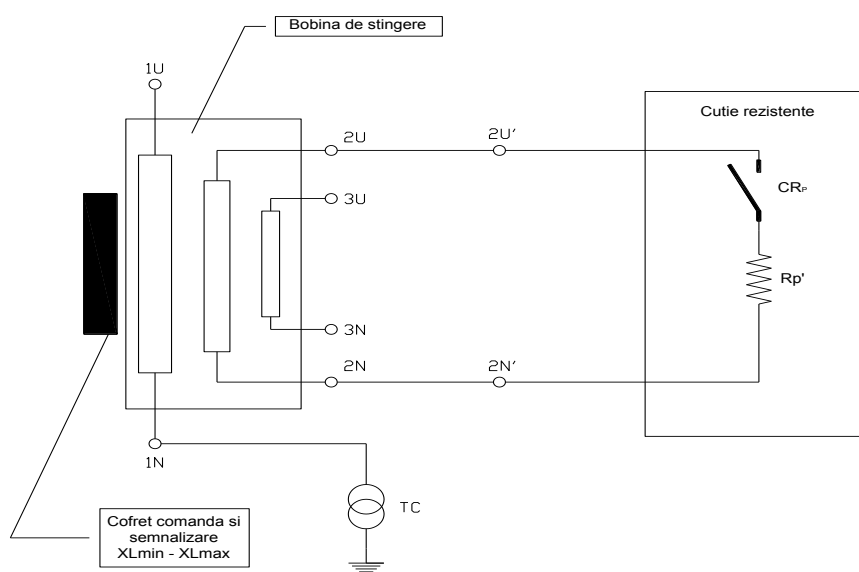 Bobina de stingere
1U
Cutie rezistente
2U
2U'
CRP
3U
Rp'
3N
2N
2N'
1N
TC
Cofret comanda si
semnalizare
XLmin - XLmax